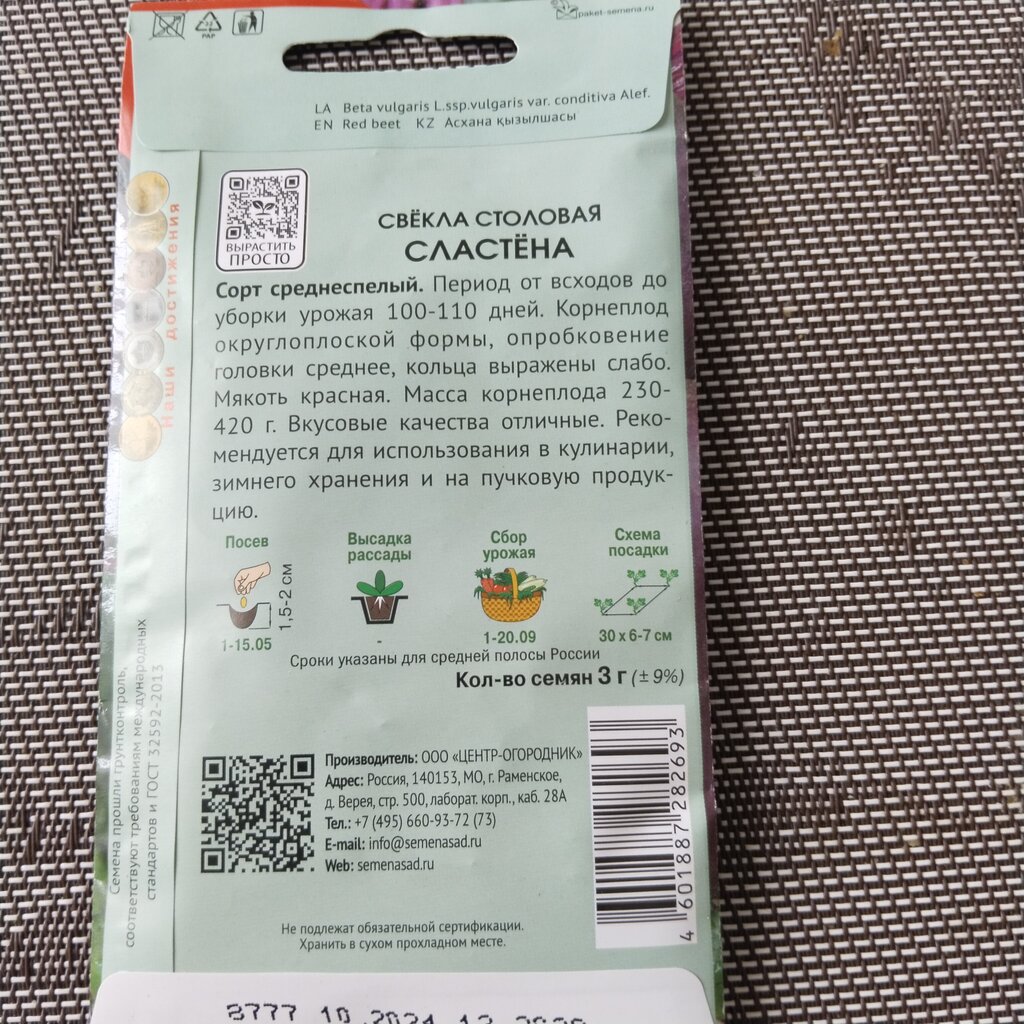 PAP
paket-semena.ru
LA Beta vulgaris L.ssp.vulgaris var. conditiva Alef.
EN Red beet KZ Асхана қызылшасы
ВЫРАСТИТЬ
ПРОСТО
СВЁКЛА СТОЛОВАЯ
СЛАСТЁНА
Сорт среднеспелый. Период от всходов до
уборки урожая 100-110 дней. Корнеплод
округлоплоской формы, опробковение
головки среднее, кольца выражены слабо.
Мякоть красная. Масса корнеплода 230-
420 г. Вкусовые качества отличные. Реко-
мендуется для использования в кулинарии,
зимнего хранения и на пучковую продук-
цию.
Наши достижения
Посев
1,5-2 см
1-15.05
Высадка
рассады
-
Сбор
урожая
1-20.09
Схема
посадки
30 x 6-7 см
Сроки указаны для средней полосы России
Кол-во семян 3 г (± 9%)
Семена прошли грунтконтроль,
соответствуют требованиям международных
стандартов и ГОСТ 32592-2013
Производитель: ООО «ЦЕНТР-ОГОРОДНИК»
Адрес: Россия, 140153, МО, г. Раменское,
д. Верея, стр. 500, лаборат. корп., каб. 28А
Тел.: +7 (495) 660-93-72 (73)
E-mail: info@semenasad.ru
Web: semenasad.ru
4 601887 282693
Не подлежат обязательной сертификации.
Хранить в сухом прохладном месте.
10 2024 12